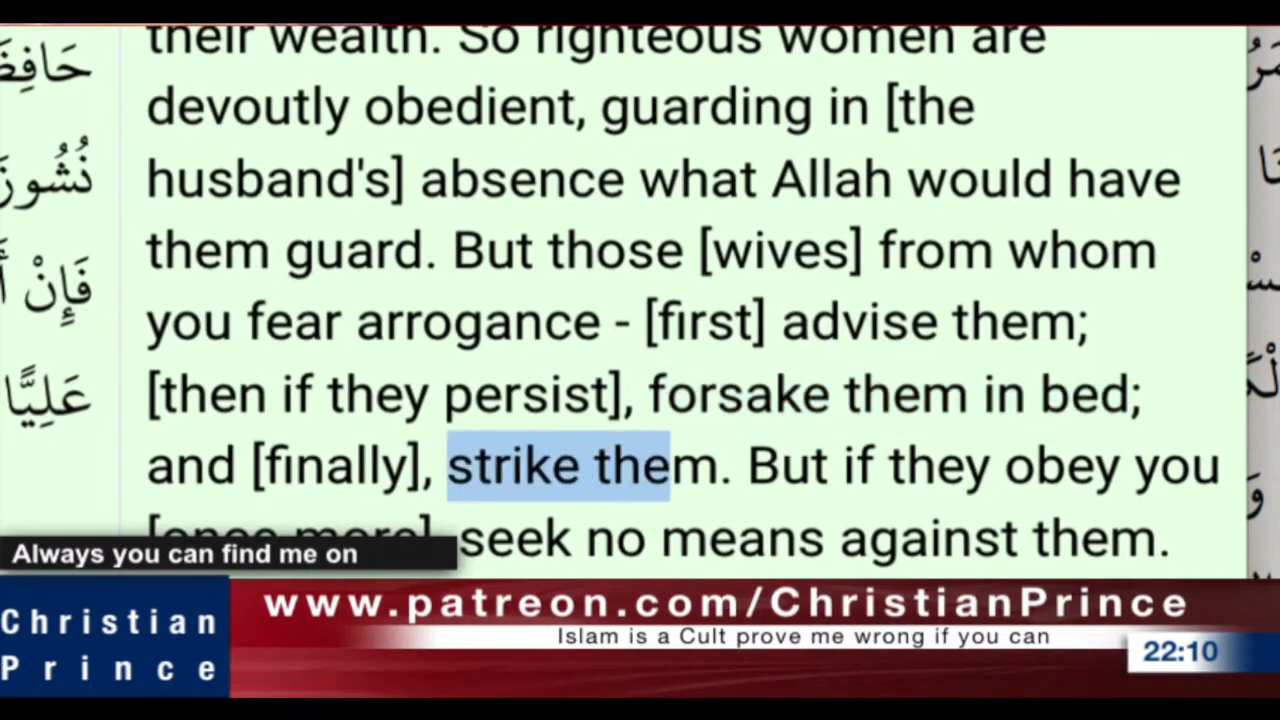 their wealth. So righteous women are
devoutly obedient, guarding in [the
husband's] absence what Allah would have
them guard. But those [wives] from whom
you fear arrogance - [first] advise them;
[then if they persist], forsake them in bed;
and [finally], strike them. But if they obey you
[once more], seek no means against them.
نُشُوزَ
فَإِنْ
عَلِيًّا
Always you can find me on
Christian
Prince
www.patreon.com/ChristianPrince
Islam is a Cult prove me wrong if you can
22:10